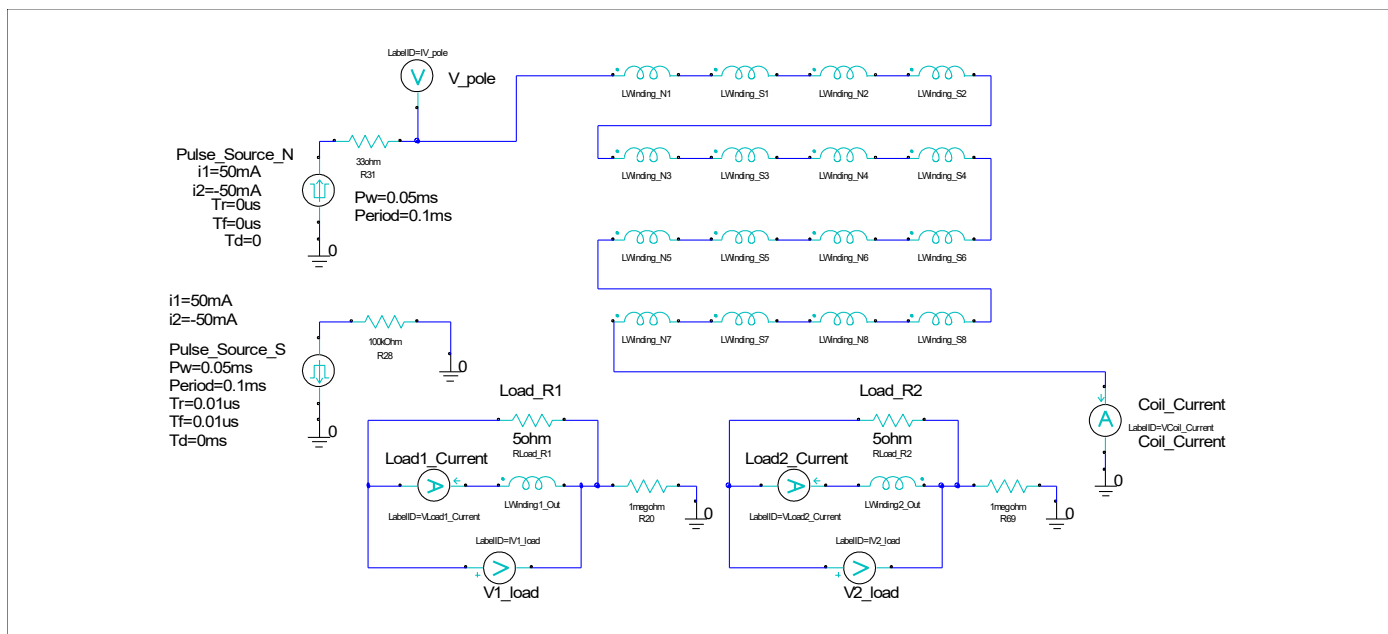 LabelID=IV_pole
V
V_pole
LWinding_N1
LWinding_S1
LWinding_N2
LWinding_S2
33ohm
R31
Pulse_Source_N
i1=50mA
i2=-50mA
Tr=0us
Tf=0us
Td=0
Pw=0.05ms
Period=0.1ms
0
LWinding_N3
LWinding_S3
LWinding_N4
LWinding_S4
LWinding_N5
LWinding_S5
LWinding_N6
LWinding_S6
i1=50mA
i2=-50mA
100kOhm
R28
0
Pulse_Source_S
Pw=0.05ms
Period=0.1ms
Tr=0.01us
Tf=0.01us
Td=0ms
0
LWinding_N7
LWinding_S7
LWinding_N8
LWinding_S8
Load_R1
5ohm
RLoad_R1
Load1_Current
A
LabelID=VLoad1_Current
LWinding1_Out
1megohm
R20
0
LabelID=IV1_load
V
+
V1_load
Load_R2
5ohm
RLoad_R2
Load2_Current
A
LabelID=VLoad2_Current
LWinding2_Out
1megohm
R69
0
LabelID=IV2_load
V
+
V2_load
A
Coil_Current
LabelID=VCoil_Current
Coil_Current
0